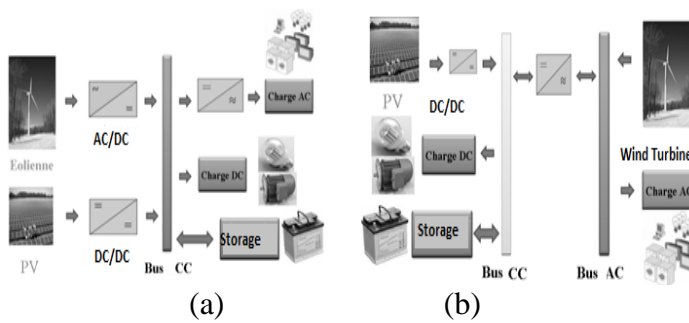 Eolienne
AC/DC
Charge AC
Charge DC
PV
DC/DC
Storage
Bus CC
(a)
PV
DC/DC
Charge DC
Storage
Bus CC
Wind Turbine
Charge AC
Bus AC
(b)